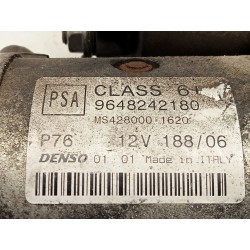 PSA
CLASS 6
9648242180
MS428000-1620
P76 12V 188/06
DENSO 01 01 Made in ITALY